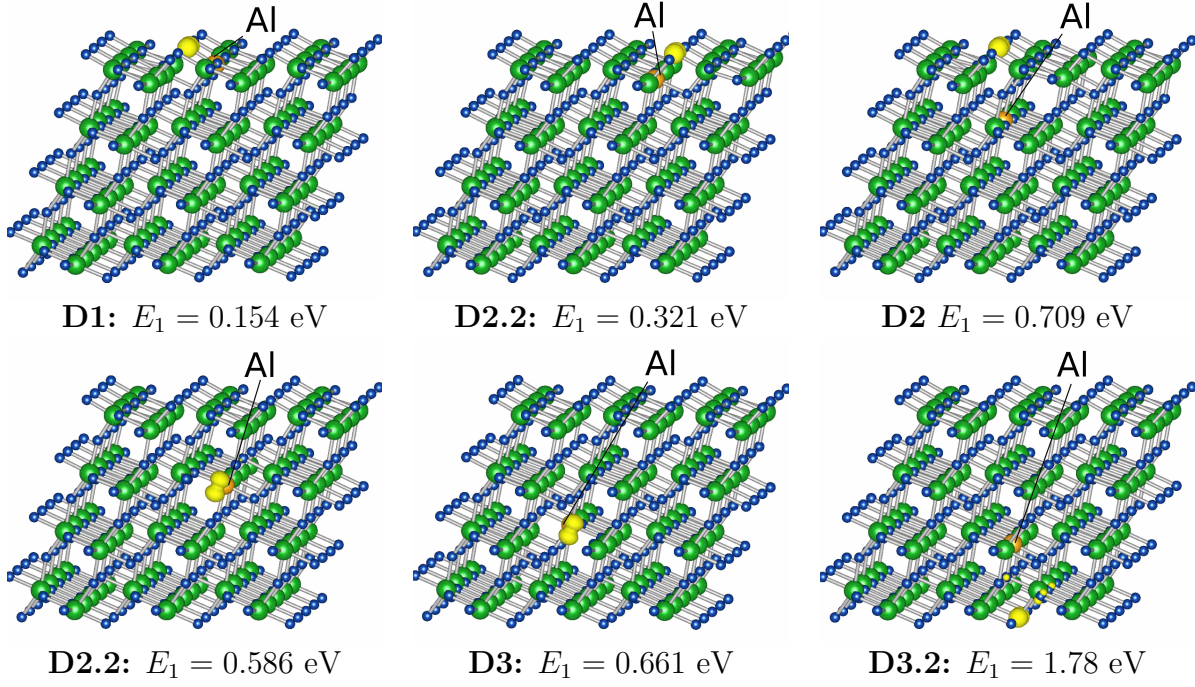 Al Al Al
D1: E₁ = 0.154 eV D2.2: E₁ = 0.321 eV D2 E₁ = 0.709 eV
Al Al Al
D2.2: E₁ = 0.586 eV D3: E₁ = 0.661 eV D3.2: E₁ = 1.78 eV